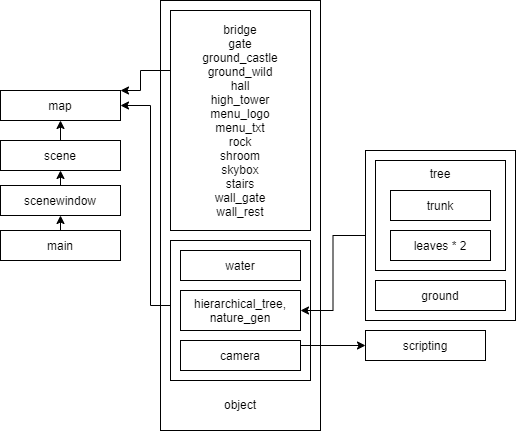 bridge
gate
ground_castle
ground_wild
hall
high_tower
menu_logo
menu_txt
rock
shroom
skybox
stairs
wall_gate
wall_rest
map
scene
scenewindow
main
water
hierarchical_tree,
nature_gen
camera
object
tree
trunk
leaves * 2
ground
scripting